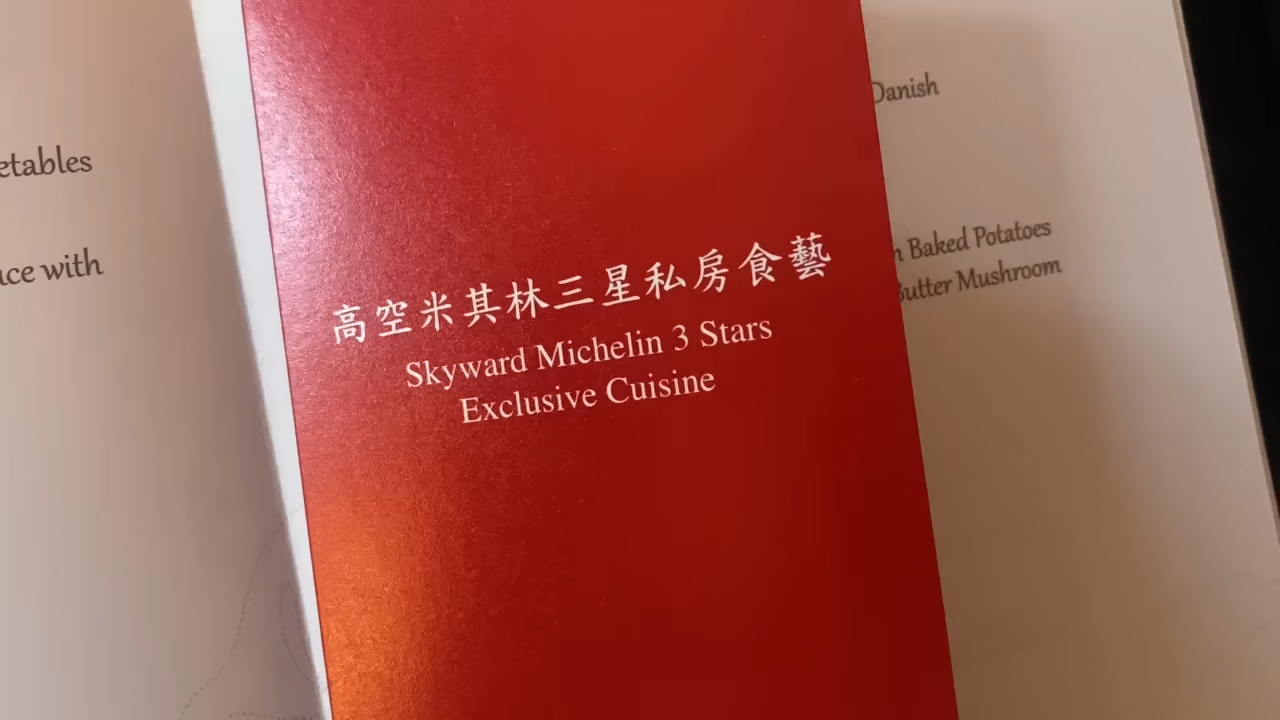 etables
ce with
高空米其林三星私房食藝
Skyward Michelin 3 Stars
Exclusive Cuisine
Danish
Baked Potatoes
Butter Mushroom